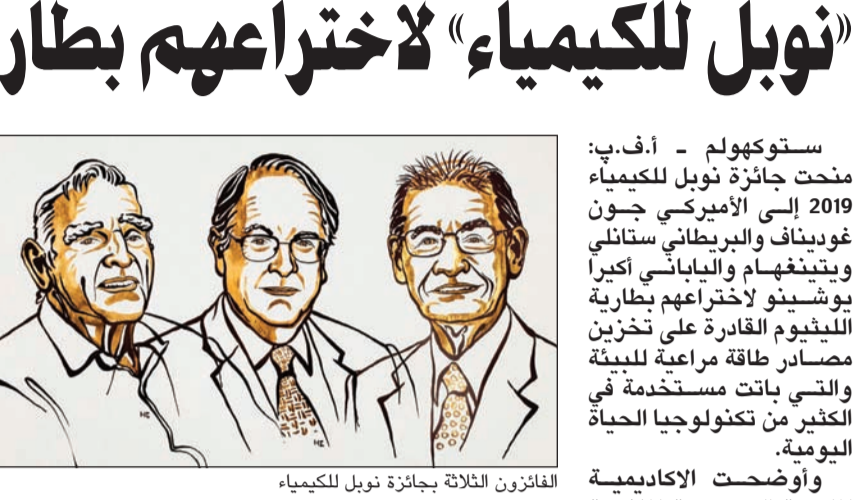 «نوبل للكيمياء» لاختراعهم بطار
ستوكهولم - أ.ف.پ:
منحت جائزة نوبل للكيمياء
2019 إلى الأميركي جون
غوديناف والبريطاني ستانلي
ويتينغهام والياباني أكيرا
يوشينو لاختراعهم بطارية
الليثيوم القادرة على تخزين
مصادر طاقة مراعية للبيئة
والتي باتت مستخدمة في
الكثير من تكنولوجيا الحياة
اليومية.
وأوضحت الاكاديمية
الفائزون الثلاثة بجائزة نوبل للكيمياء